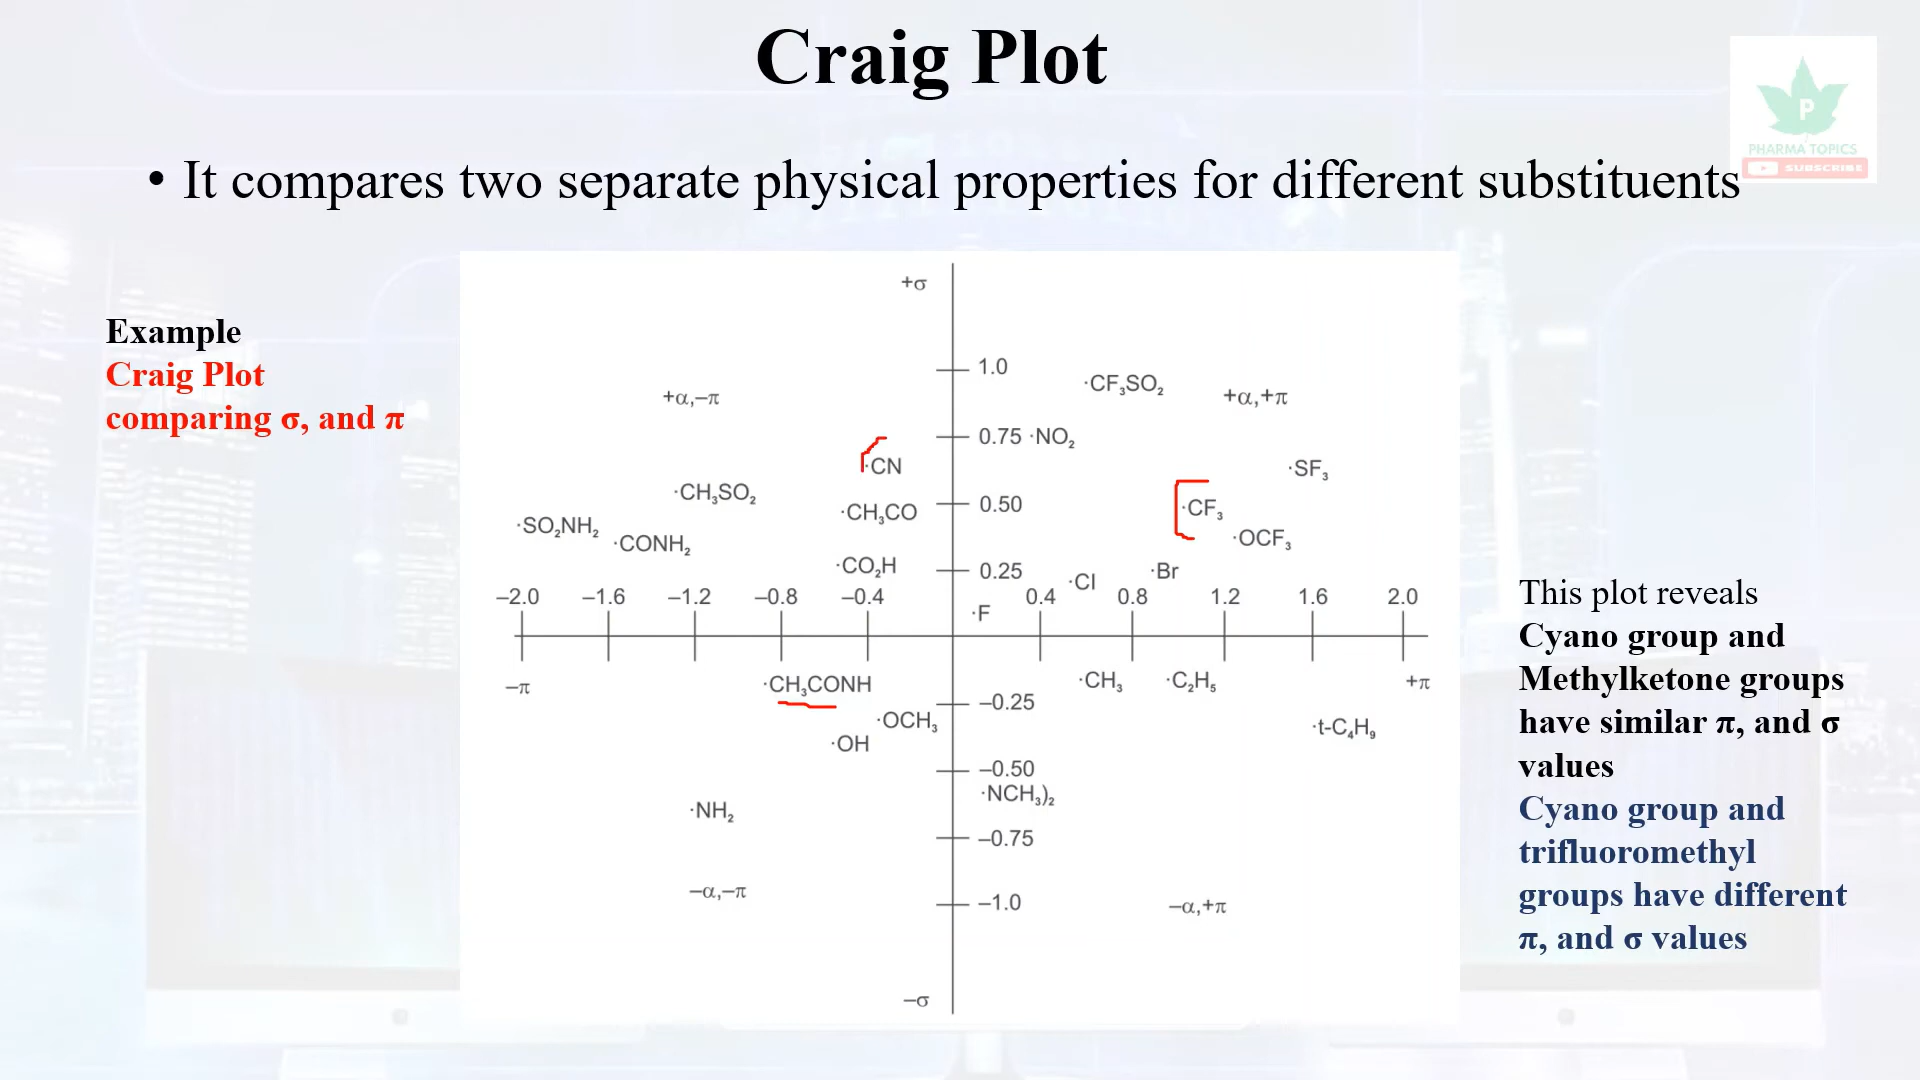 Craig Plot
P
PHARMA TOPICS
SUBSCRIBE
• It compares two separate physical properties for different substituents
Example
Craig Plot
comparing σ, and π
+σ
1.0
·CF₃SO₂
+α,–π
+α,+π
0.75 ·NO₂
·CN
·SF₃
·CH₃SO₂
·CH₃CO
0.50
·CF₃
·SO₂NH₂
·CONH₂
·OCF₃
·CO₂H
0.25
·Cl
·Br
–2.0 –1.6 –1.2 –0.8 –0.4 0.4 0.8 1.2 1.6 2.0
·F
–π
·CH₃CONH
·CH₃
·C₂H₅
+π
–0.25
·OCH₃
·t-C₄H₉
·OH
–0.50
·NCH₃)₂
·NH₂
–0.75
–α,–π
–1.0
–α,+π
–σ
This plot reveals
Cyano group and
Methylketone groups
have similar π, and σ
values
Cyano group and
trifluoromethyl
groups have different
π, and σ values